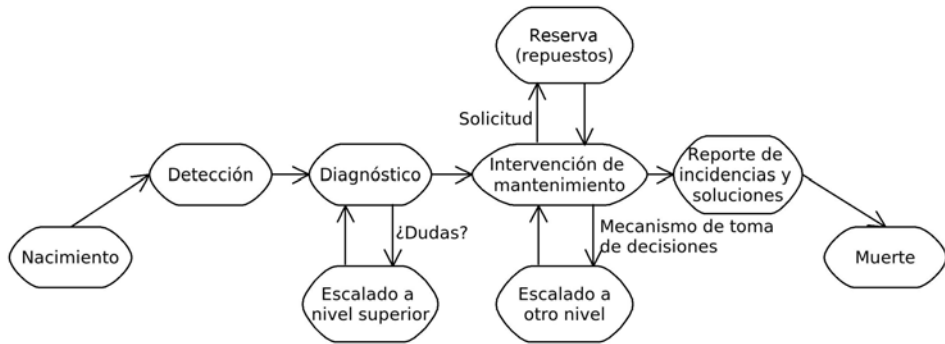 Reserva
(repuestos)
Solicitud
Detección
Diagnóstico
Intervención de
mantenimiento
Reporte de
incidencias y
soluciones
Nacimiento
¿Dudas?
Mecanismo de toma
de decisiones
Muerte
Escalado a
nivel superior
Escalado a
otro nivel